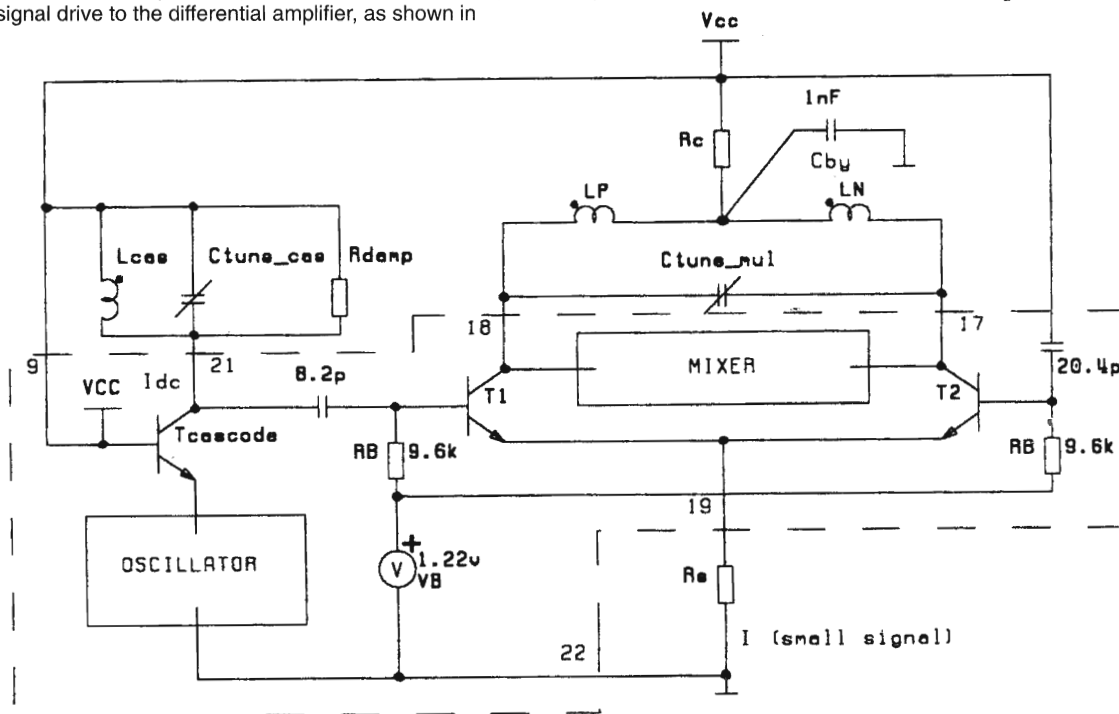 signal drive to the differential amplifier, as shown in
Vcc
1nF
Rc
Cby
LP
LN
Lcas
Ctune_cas
Rdamp
Ctune_mul
18
17
9
21
MIXER
20.4p
VCC
Idc
8.2p
T1
T2
Tcascode
RB
9.6k
RB
9.6k
19
OSCILLATOR
+
V
1.22v
VB
Re
I (small signal)
22